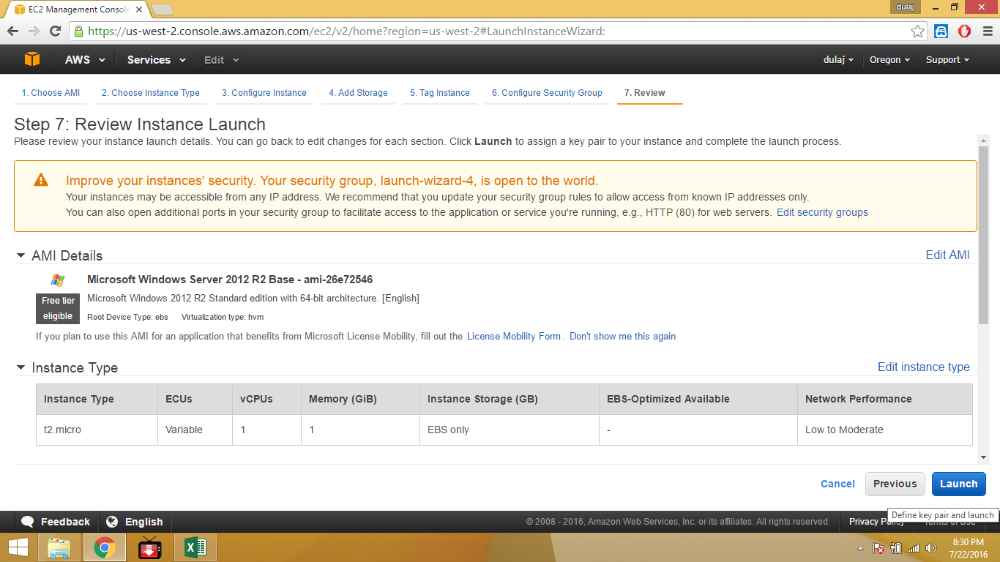 EC2 Management Console
dulaj
https://us-west-2.console.aws.amazon.com/ec2/v2/home?region=us-west-2#LaunchInstanceWizard:
AWS Services Edit dulaj Oregon Support
1. Choose AMI 2. Choose Instance Type 3. Configure Instance 4. Add Storage 5. Tag Instance 6. Configure Security Group 7. Review
Step 7: Review Instance Launch
Please review your instance launch details. You can go back to edit changes for each section. Click Launch to assign a key pair to your instance and complete the launch process.
Improve your instances' security. Your security group, launch-wizard-4, is open to the world.
Your instances may be accessible from any IP address. We recommend that you update your security group rules to allow access from known IP addresses only.
You can also open additional ports in your security group to facilitate access to the application or service you're running, e.g., HTTP (80) for web servers. Edit security groups
AMI Details Edit AMI
Microsoft Windows Server 2012 R2 Base - ami-26e72546
Free tier eligible
Microsoft Windows 2012 R2 Standard edition with 64-bit architecture. [English]
Root Device Type: ebs Virtualization type: hvm
If you plan to use this AMI for an application that benefits from Microsoft License Mobility, fill out the License Mobility Form. Don't show me this again
Instance Type Edit instance type
Instance Type ECUs vCPUs Memory (GiB) Instance Storage (GB) EBS-Optimized Available Network Performance
t2.micro Variable 1 1 EBS only - Low to Moderate
Cancel Previous Launch
Define key pair and launch
Feedback English © 2008 - 2016, Amazon Web Services, Inc. or its affiliates. All rights reserved. Privacy Policy Terms of Use
8:30 PM
7/22/2016